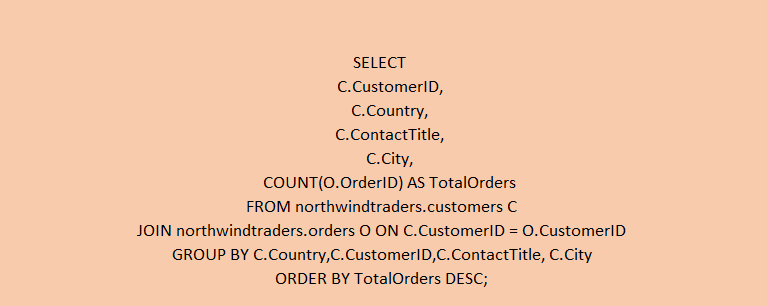 SELECT
C.CustomerID,
C.Country,
C.ContactTitle,
C.City,
COUNT(O.OrderID) AS TotalOrders
FROM northwindtraders.customers C
JOIN northwindtraders.orders O ON C.CustomerID = O.CustomerID
GROUP BY C.Country,C.CustomerID,C.ContactTitle, C.City
ORDER BY TotalOrders DESC;